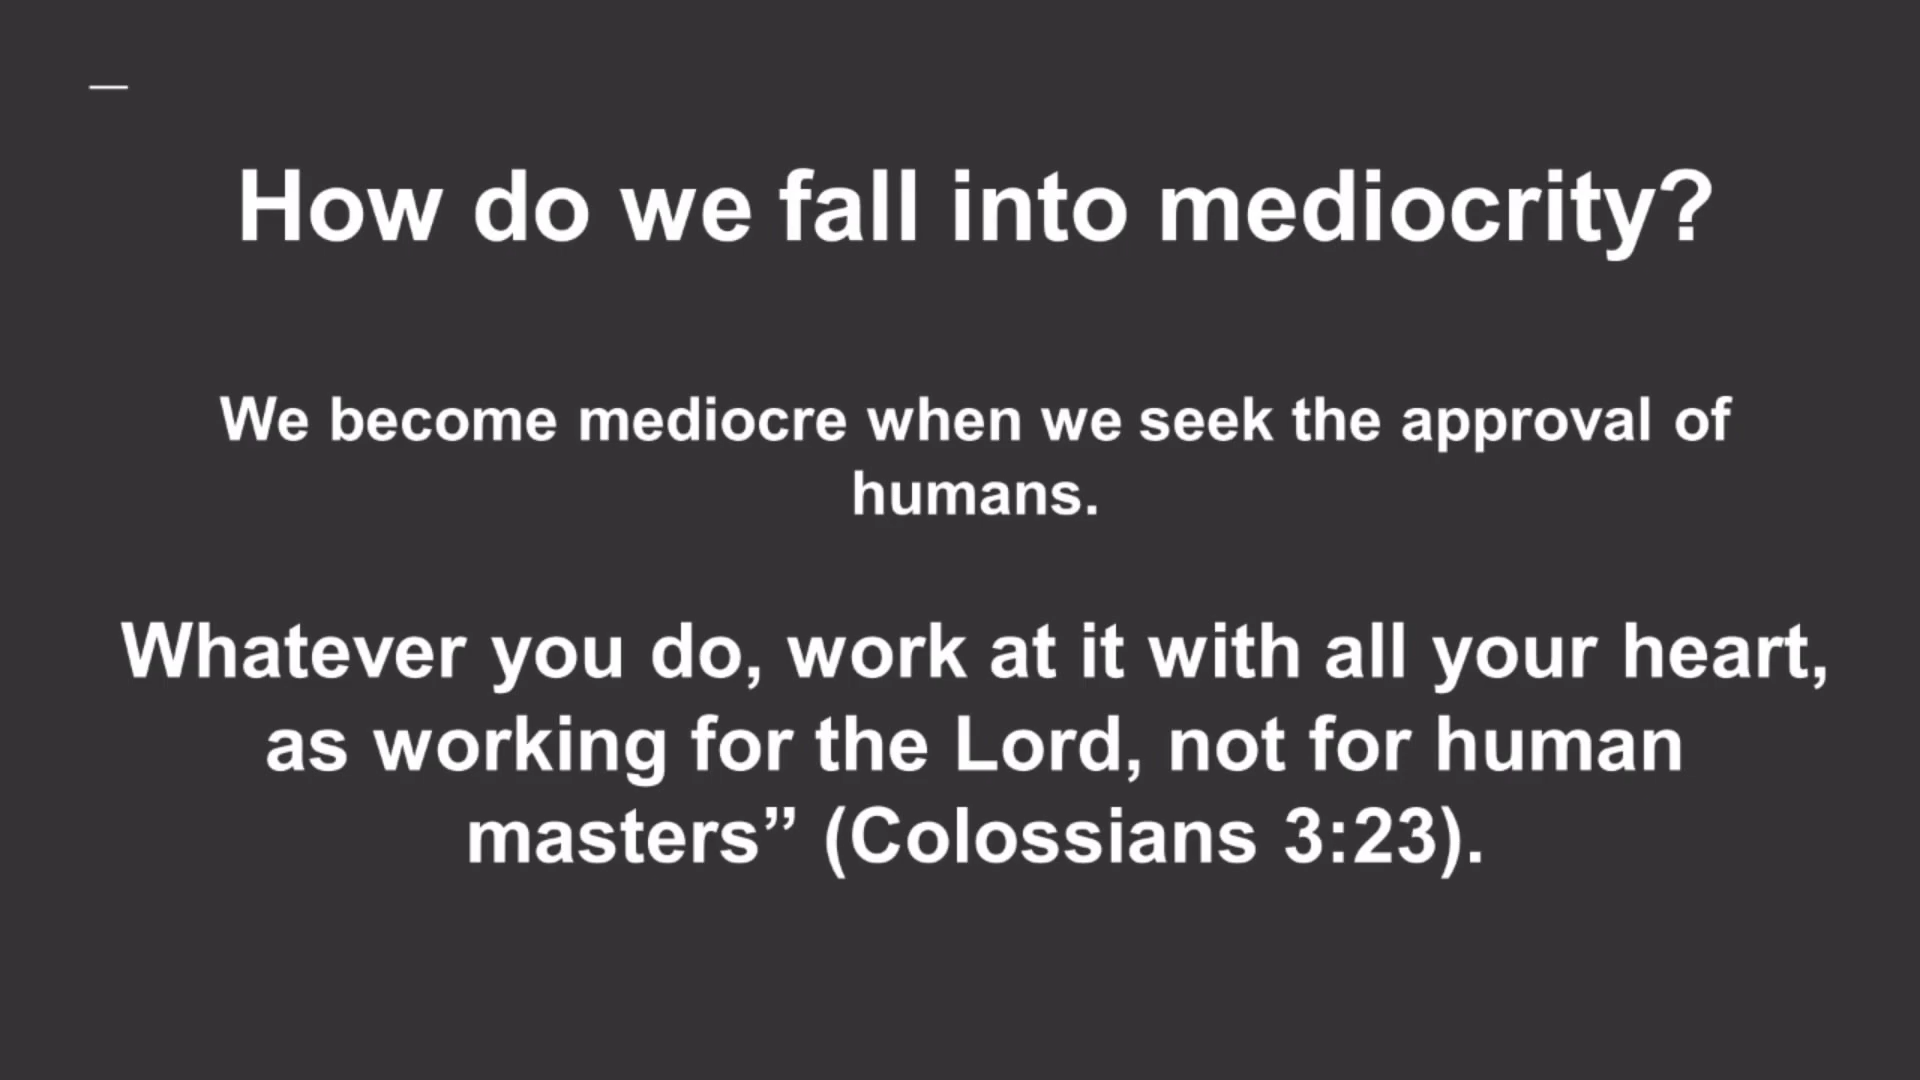 How do we fall into mediocrity?
We become mediocre when we seek the approval of
humans.
Whatever you do, work at it with all your heart,
as working for the Lord, not for human
masters” (Colossians 3:23).